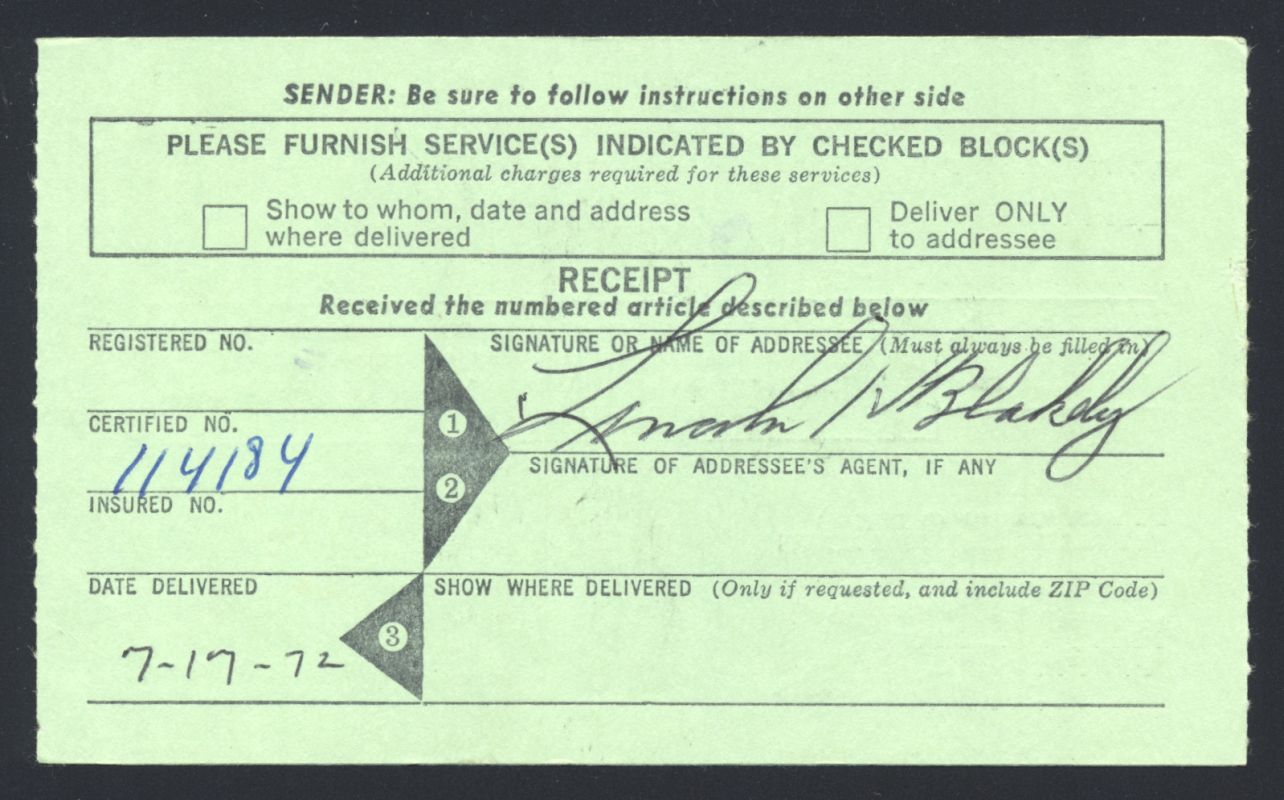 SENDER: Be sure to follow instructions on other side
PLEASE FURNISH SERVICE(S) INDICATED BY CHECKED BLOCK(S)
(Additional charges required for these services)
Show to whom, date and address
where delivered
Deliver ONLY
to addressee
RECEIPT
Received the numbered article described below
REGISTERED NO.
SIGNATURE OR NAME OF ADDRESSEE (Must always be filled in)
Lincoln Blakely
CERTIFIED NO.
114184
1
SIGNATURE OF ADDRESSEE'S AGENT, IF ANY
2
INSURED NO.
DATE DELIVERED
7-17-72
3
SHOW WHERE DELIVERED (Only if requested, and include ZIP Code)